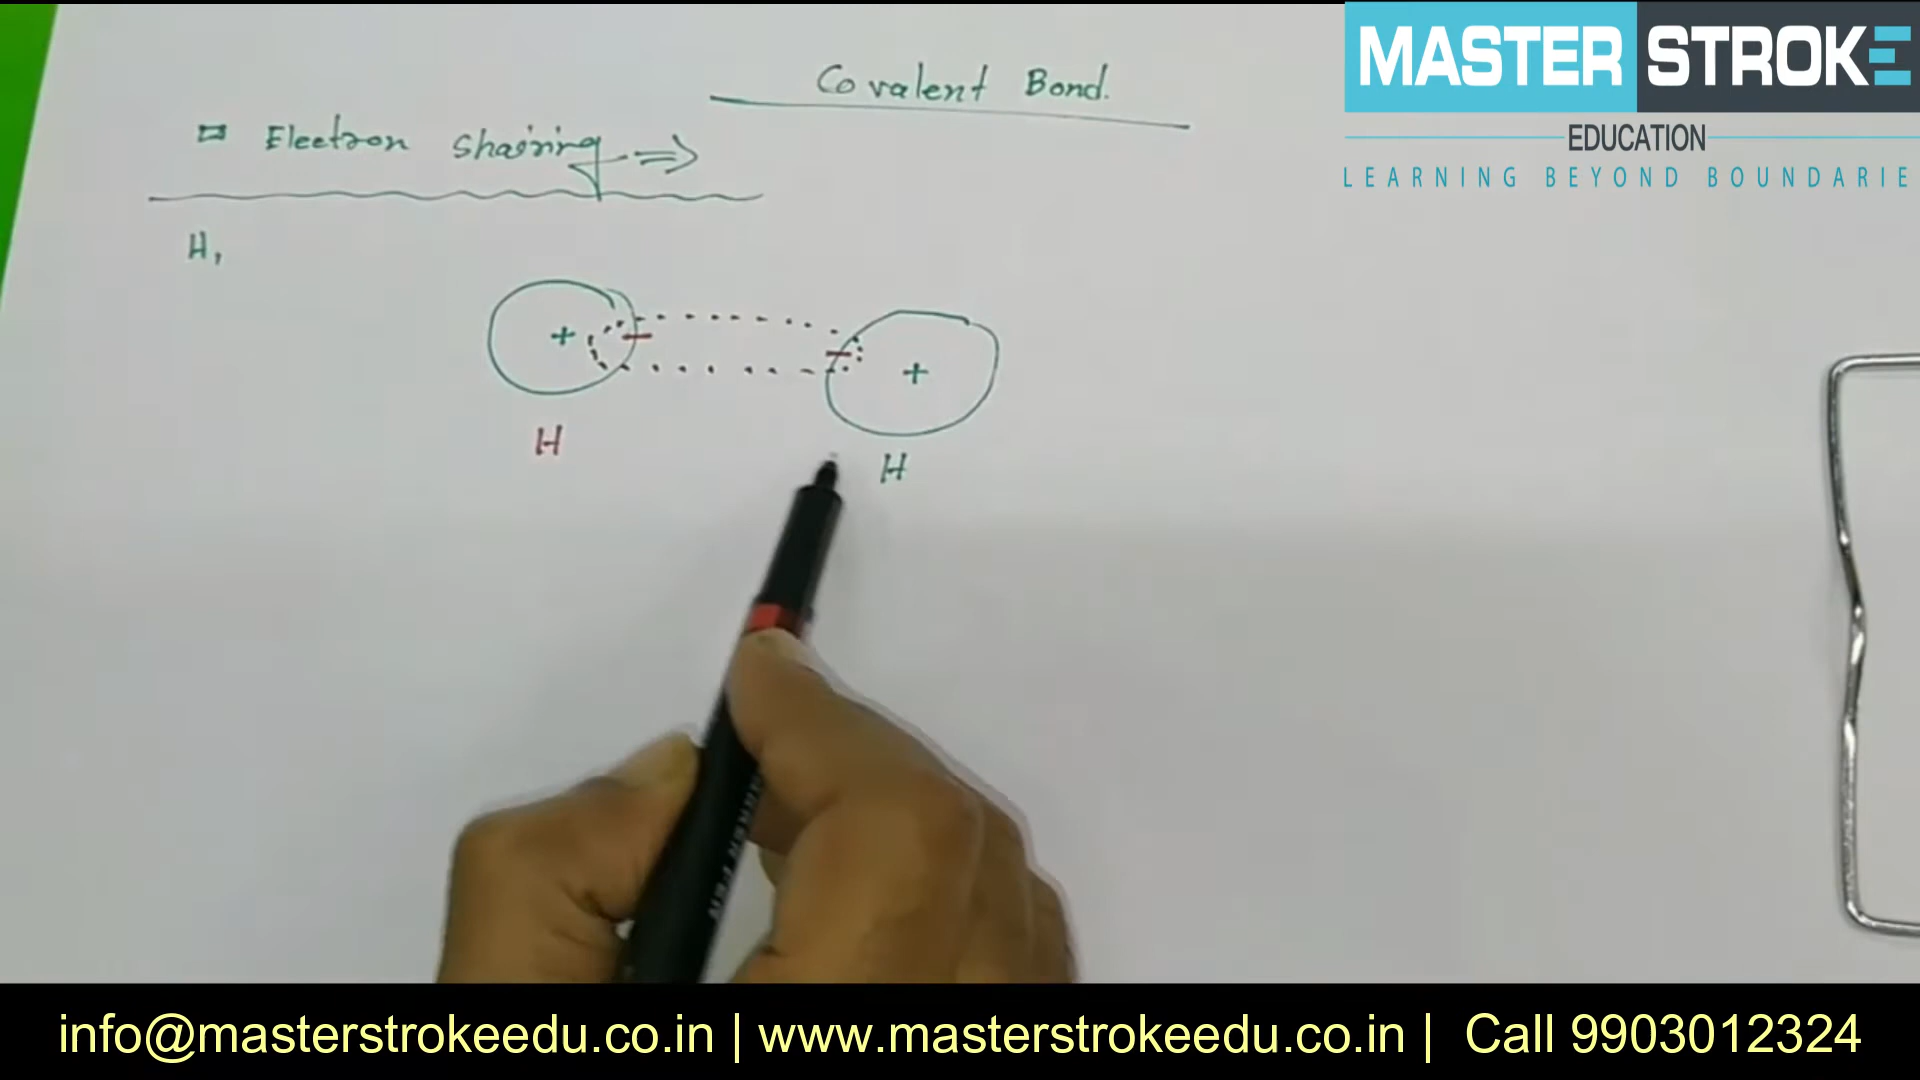 MASTER STROKE
EDUCATION
LEARNING BEYOND BOUNDARIE
Covalent Bond.
Electron Shairing ⇒
H,
+ − − +
H H
info@masterstrokeedu.co.in | www.masterstrokeedu.co.in | Call 9903012324